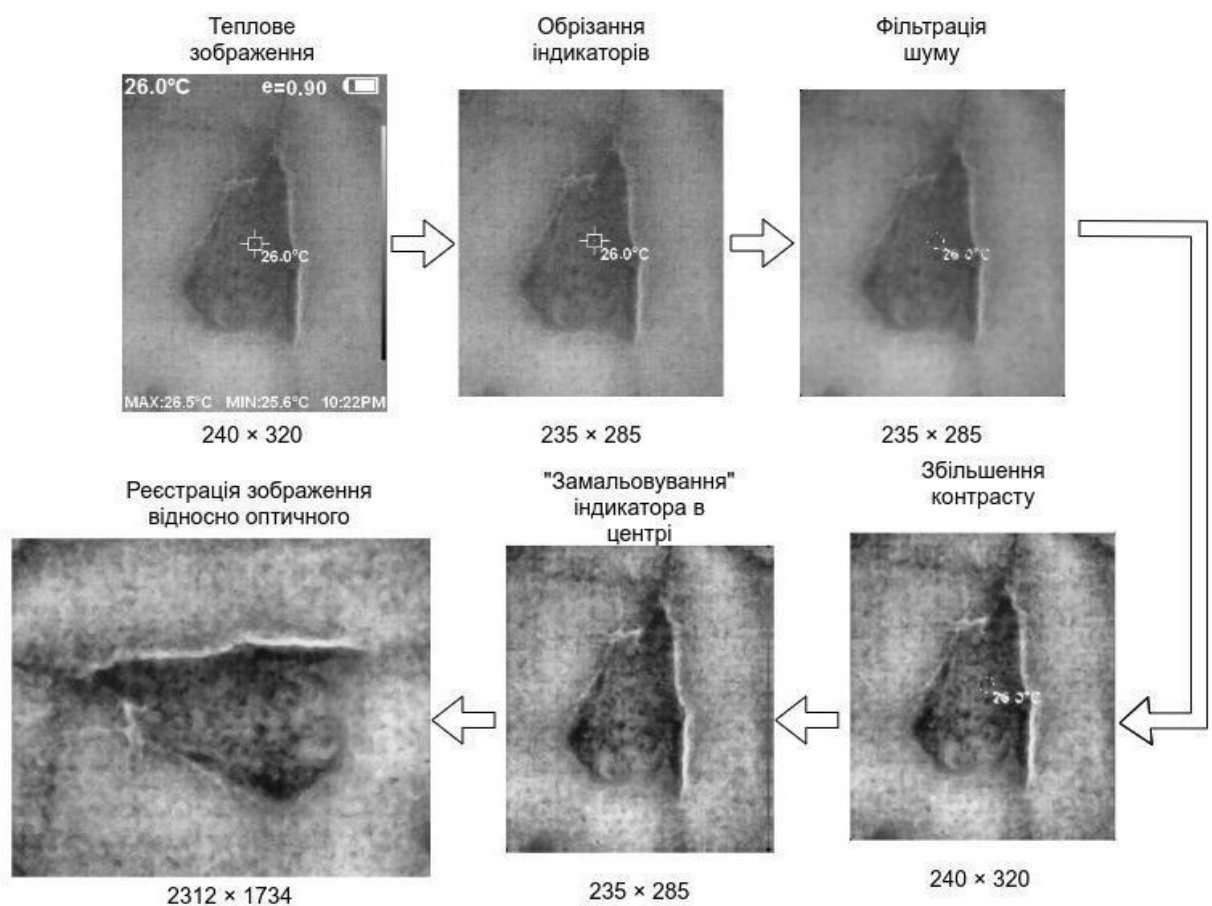 Теплове
зображення
26.0°C e=0.90
26.0°C
MAX:26.5°C MIN:25.6°C 10:22PM
240 × 320
Обрізання
індикаторів
26.0°C
235 × 285
Фільтрація
шуму
26 0°C
235 × 285
Збільшення
контрасту
240 × 320
"Замальовування"
індикатора в
центрі
235 × 285
Реєстрація зображення
відносно оптичного
2312 × 1734